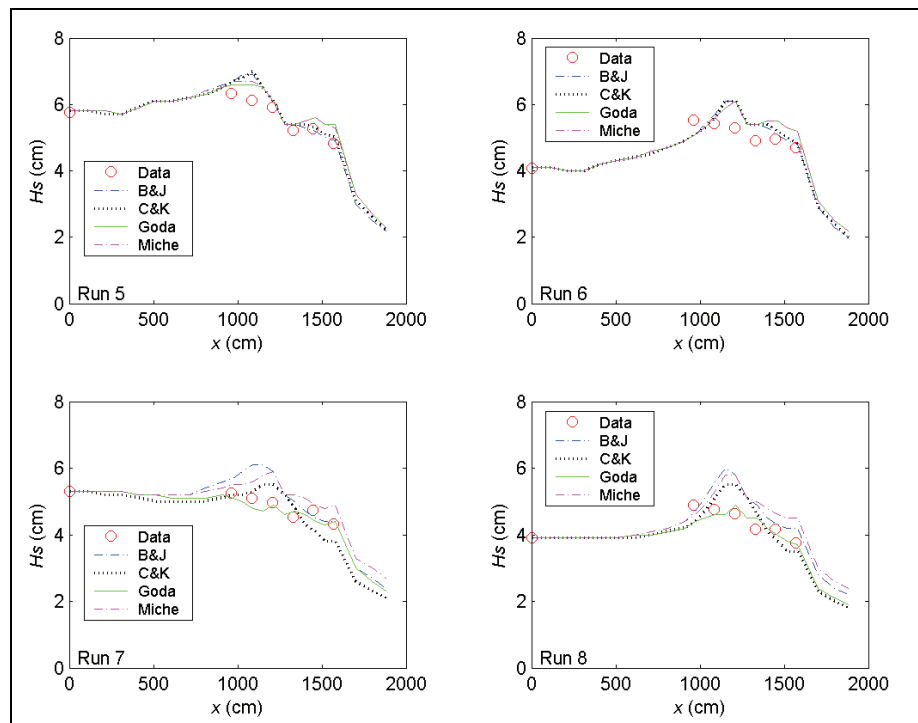 8
6
4
2
0
Hs (cm)
Data
B&J
C&K
Goda
Miche
Run 5
0 500 1000 1500 2000
x (cm)
8
6
4
2
0
Hs (cm)
Data
B&J
C&K
Goda
Miche
Run 6
0 500 1000 1500 2000
x (cm)
8
6
4
2
0
Hs (cm)
Data
B&J
C&K
Goda
Miche
Run 7
0 500 1000 1500 2000
x (cm)
8
6
4
2
0
Hs (cm)
Data
B&J
C&K
Goda
Miche
Run 8
0 500 1000 1500 2000
x (cm)